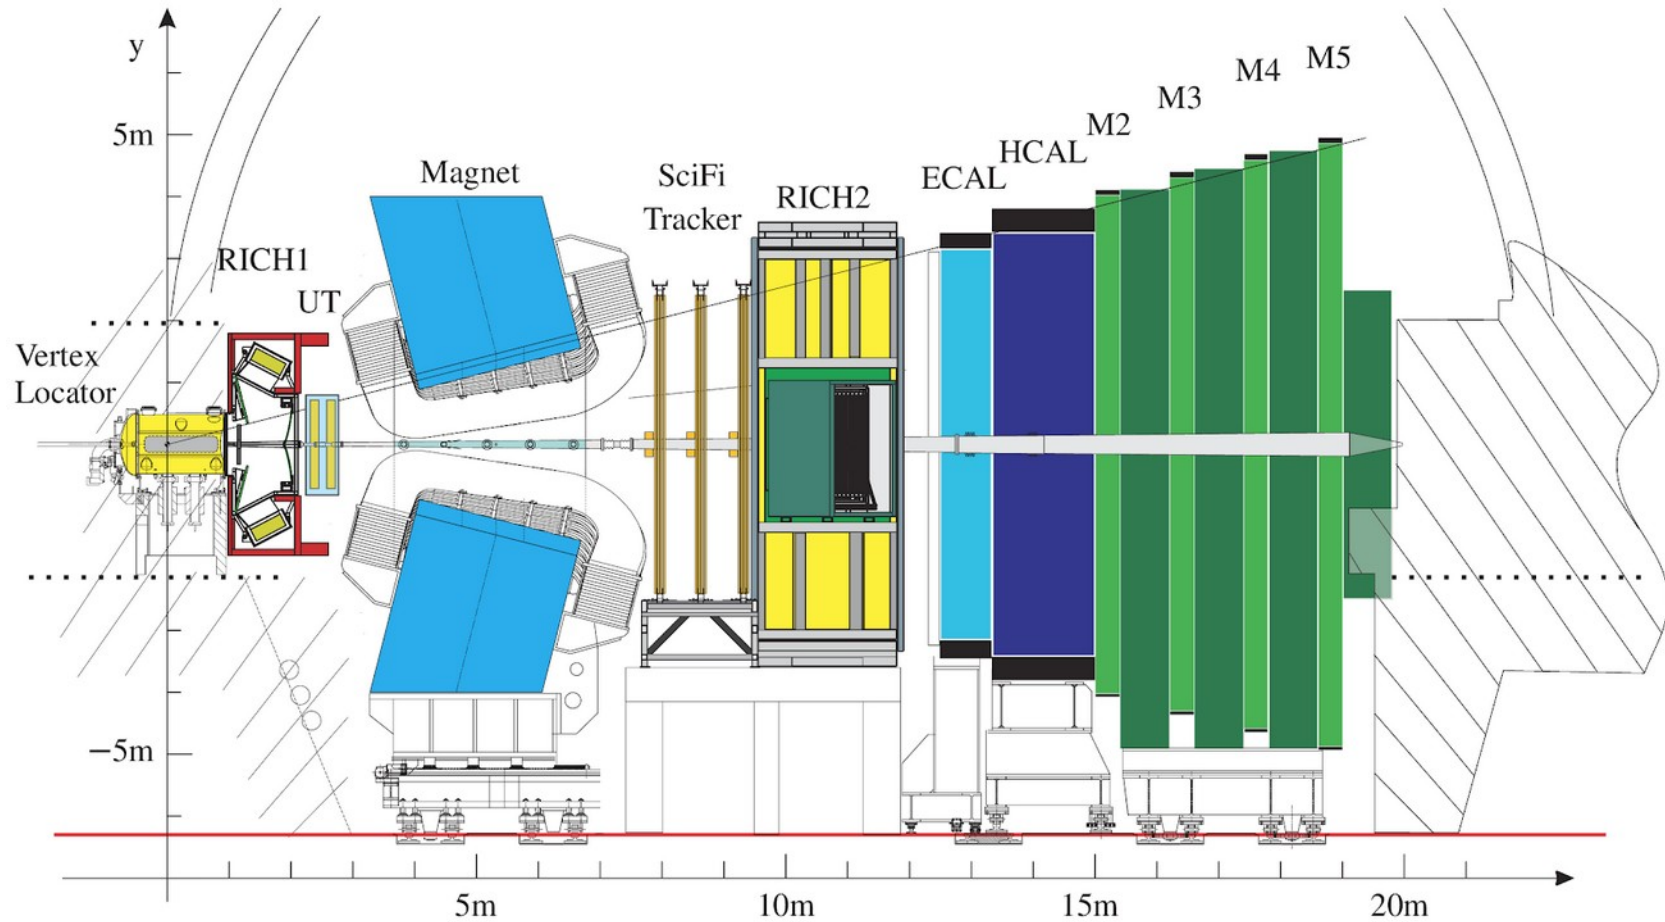 y
5m
Magnet
SciFi
Tracker
RICH2
ECAL
HCAL
M2
M3
M4
M5
RICH1
UT
Vertex
Locator
−5m
5m
10m
15m
20m